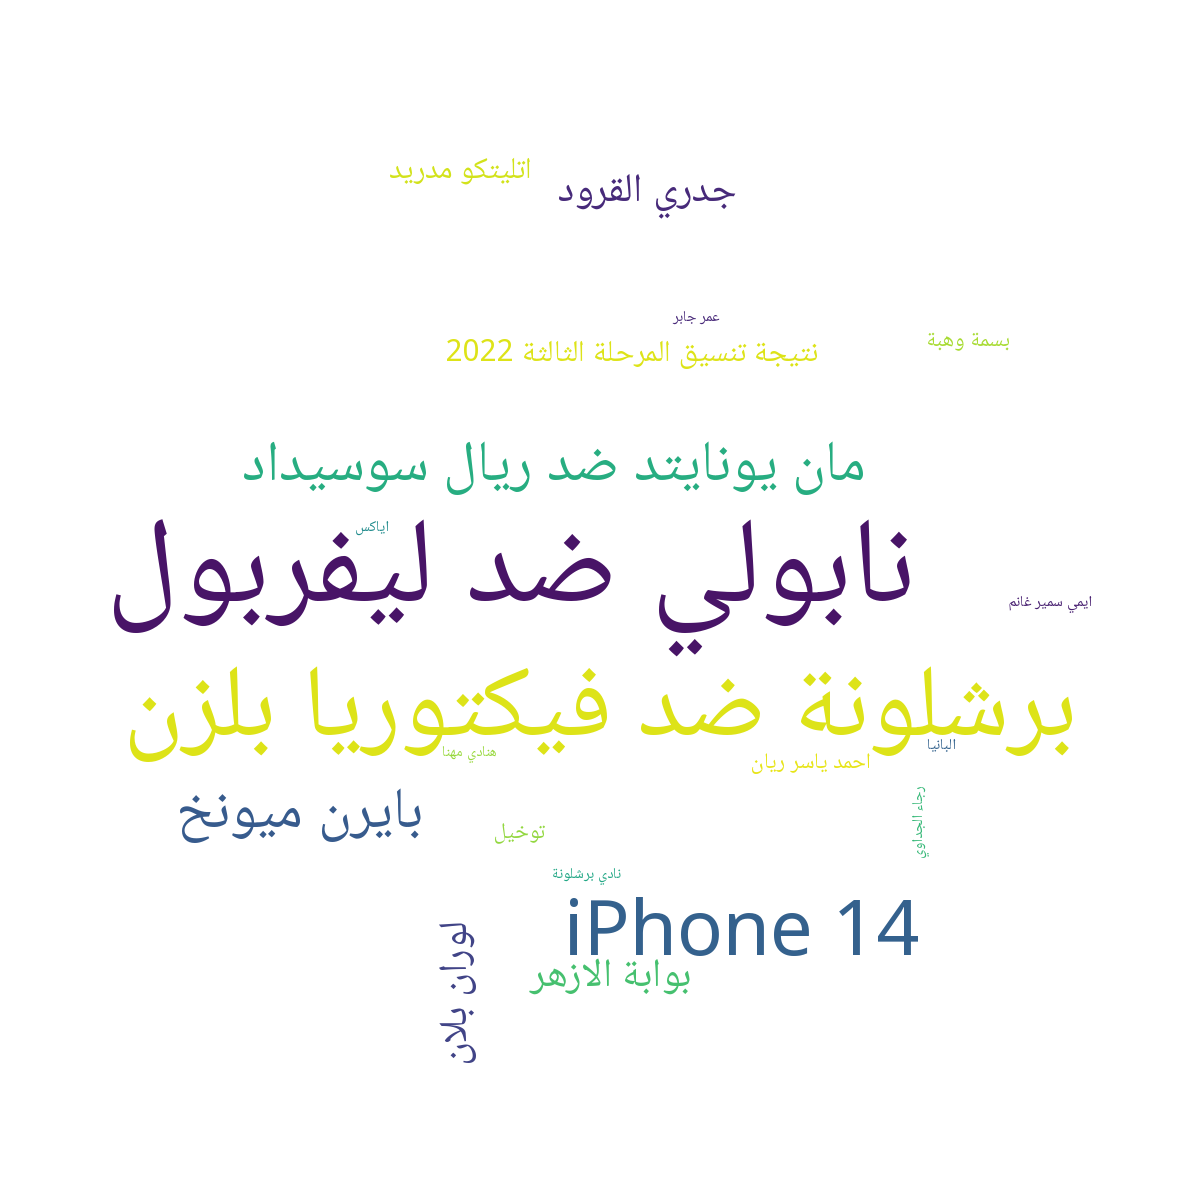 اتليتكو مدريد
جدري القرود
عمر جابر
بسمة وهبة
نتيجة تنسيق المرحلة الثالثة 2022
مان يونايتد ضد ريال سوسيداد
اياكس
نابولي ضد ليفربول
ايمي سمير غانم
برشلونة ضد فيكتوريا بلزن
البانيا
هنادي مهنا
احمد ياسر ريان
بايرن ميونخ
رجاء الجداوي
توخيل
نادي برشلونة
iPhone 14
بوابة الازهر
لوران بلان